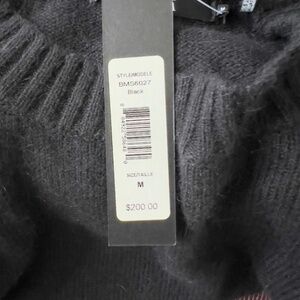 STYLE/MODELE
BMS6027
Black
SIZE/TAILLE
M
$200.00